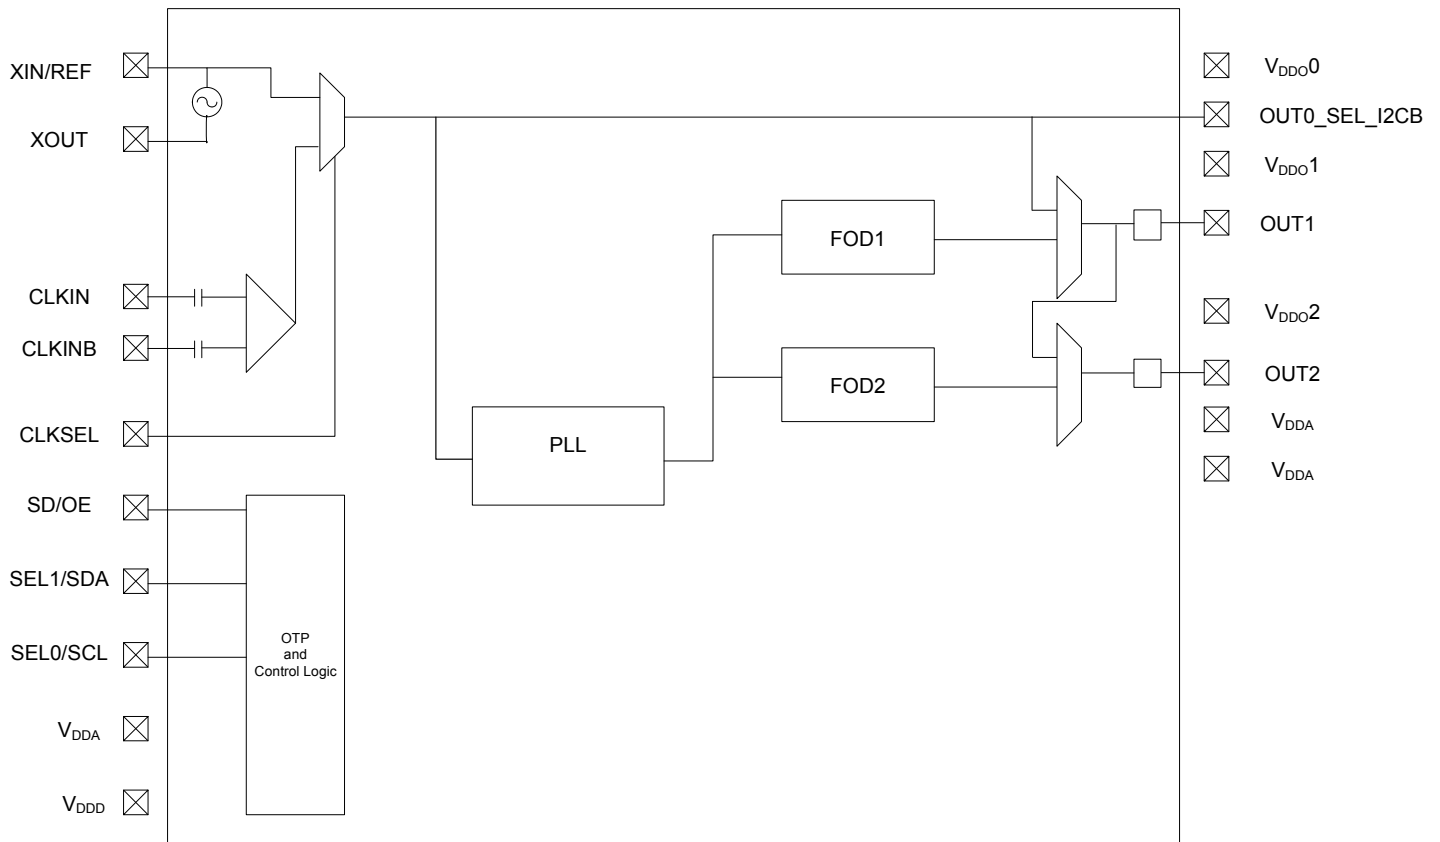 XIN/REF
XOUT
CLKIN
CLKINB
CLKSEL
SD/OE
SEL1/SDA
SEL0/SCL
VDDA
VDDD
OTP
and
Control Logic
PLL
FOD1
FOD2
VDDO0
OUT0_SEL_I2CB
VDDO1
OUT1
VDDO2
OUT2
VDDA
VDDA